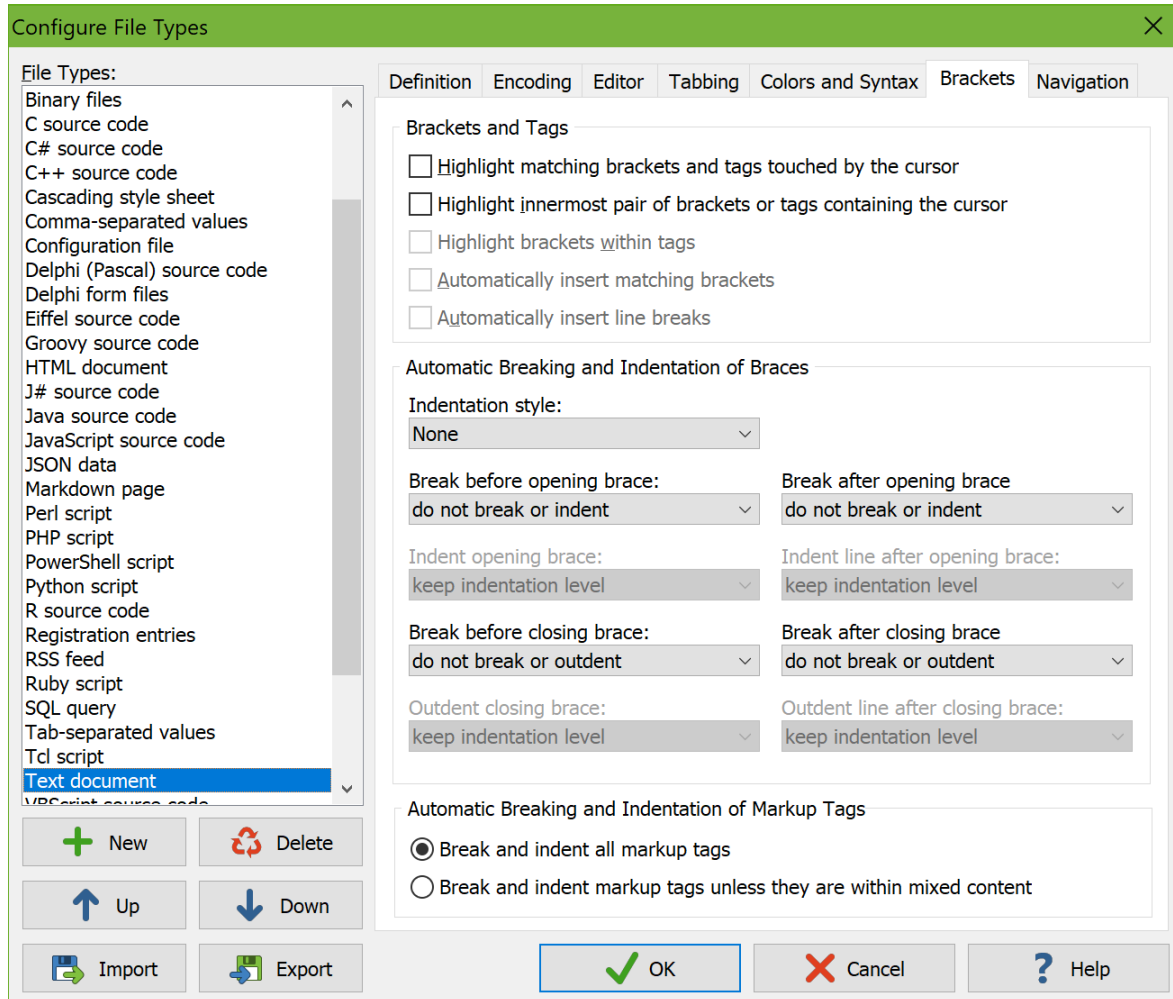 Configure File Types
File Types:
Binary files
C source code
C# source code
C++ source code
Cascading style sheet
Comma-separated values
Configuration file
Delphi (Pascal) source code
Delphi form files
Eiffel source code
Groovy source code
HTML document
J# source code
Java source code
JavaScript source code
JSON data
Markdown page
Perl script
PHP script
PowerShell script
Python script
R source code
Registration entries
RSS feed
Ruby script
SQL query
Tab-separated values
Tcl script
Text document
VBScript source code
New
Delete
Up
Down
Import
Export
Definition Encoding Editor Tabbing Colors and Syntax Brackets Navigation
Brackets and Tags
Highlight matching brackets and tags touched by the cursor
Highlight innermost pair of brackets or tags containing the cursor
Highlight brackets within tags
Automatically insert matching brackets
Automatically insert line breaks
Automatic Breaking and Indentation of Braces
Indentation style:
None
Break before opening brace: Break after opening brace
do not break or indent do not break or indent
Indent opening brace: Indent line after opening brace:
keep indentation level keep indentation level
Break before closing brace: Break after closing brace
do not break or outdent do not break or outdent
Outdent closing brace: Outdent line after closing brace:
keep indentation level keep indentation level
Automatic Breaking and Indentation of Markup Tags
Break and indent all markup tags
Break and indent markup tags unless they are within mixed content
OK Cancel Help